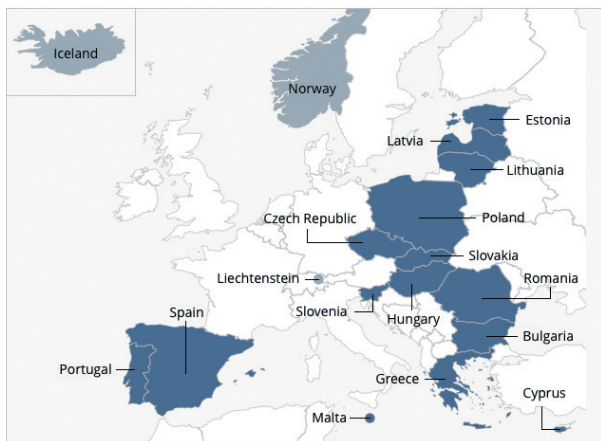 Iceland
Norway
Estonia
Latvia
Lithuania
Czech Republic
Poland
Slovakia
Liechtenstein
Romania
Spain
Slovenia
Hungary
Bulgaria
Portugal
Greece
Cyprus
Malta